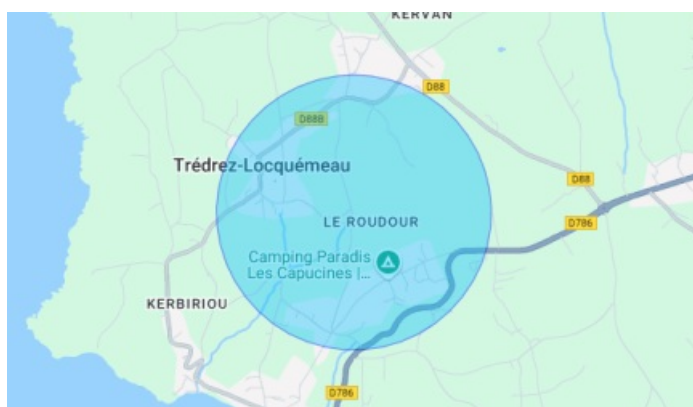 KERVAN
D88
D88B
Trédrez-Locquémeau
D88
LE ROUDOUR
D786
Camping Paradis
Les Capucines |...
KERBIRIOU
D786